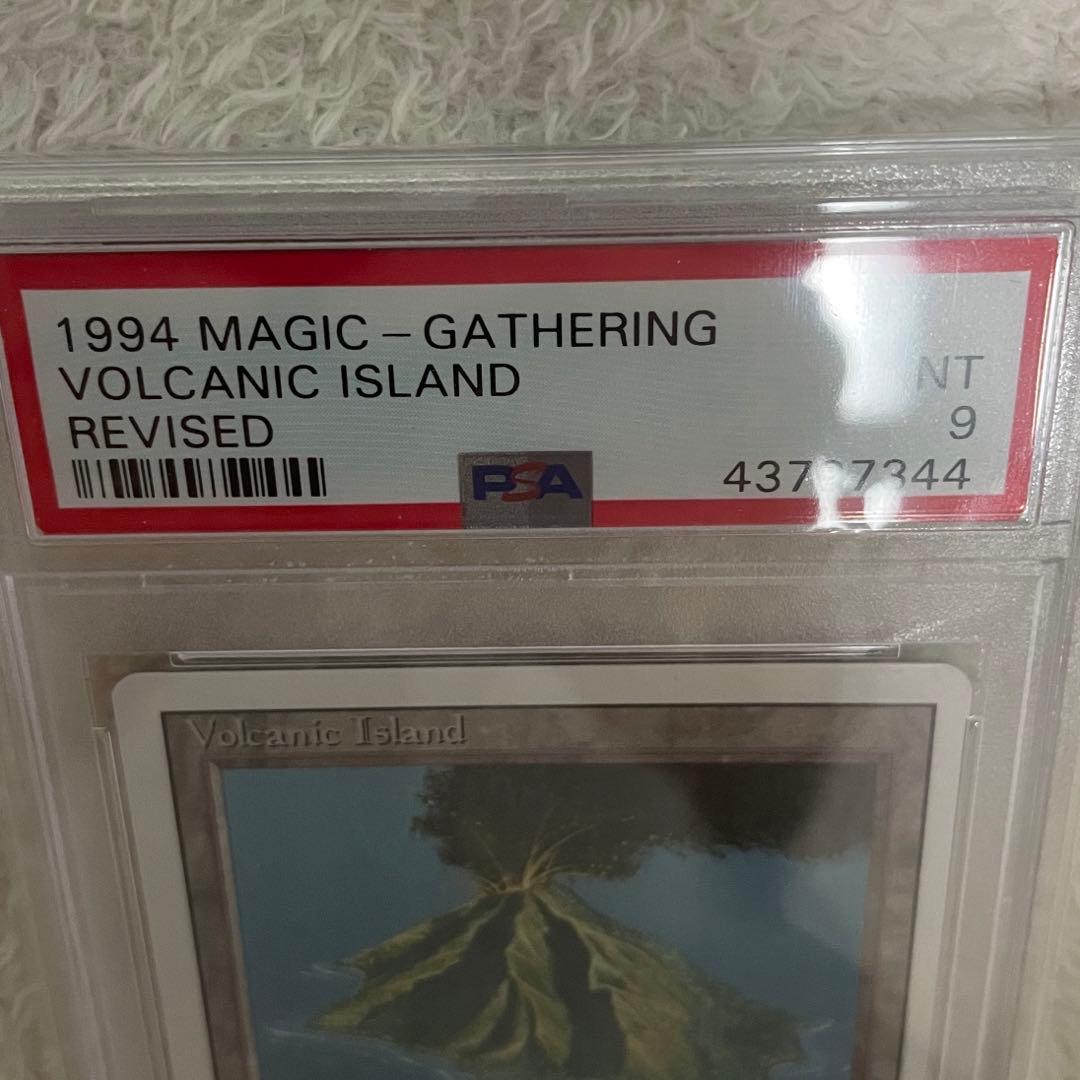 1994 MAGIC – GATHERING
VOLCANIC ISLAND
REVISED
9
PSA
Volcanic Island